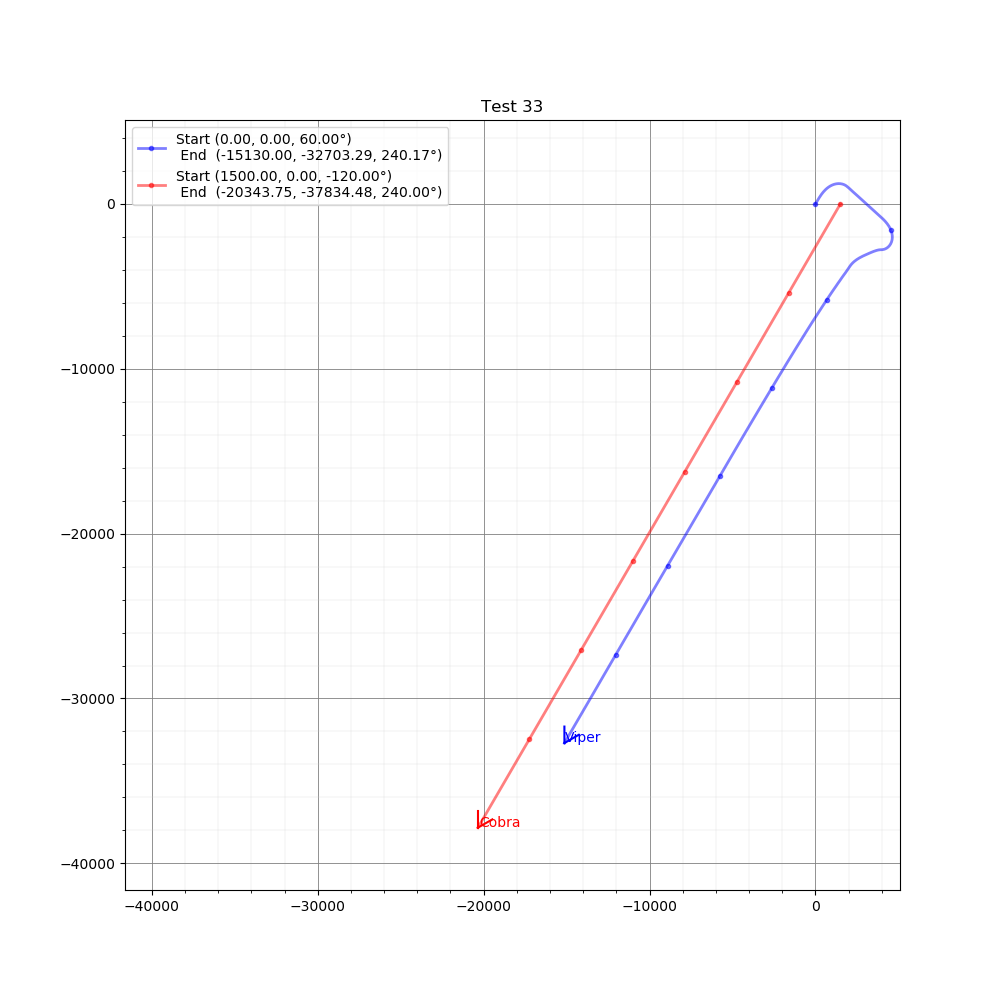 Test 33
Start (0.00, 0.00, 60.00°)
End (-15130.00, -32703.29, 240.17°)
Start (1500.00, 0.00, -120.00°)
End (-20343.75, -37834.48, 240.00°)
0
−10000
−20000
−30000
−40000
Viper
Cobra
−40000
−30000
−20000
−10000
0